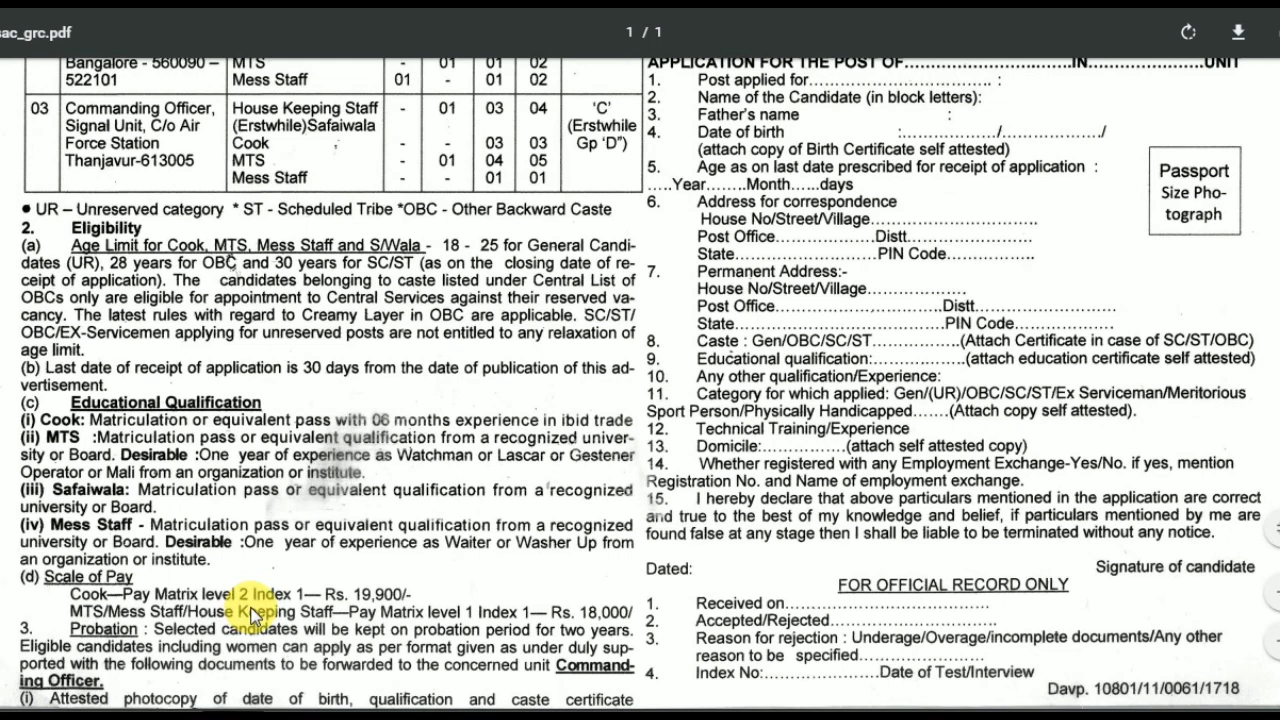 sac_grc.pdf
1 / 1
Bangalore - 560090 – MTS - 01 01 02
522101 Mess Staff 01 - 01 02
03 Commanding Officer, House Keeping Staff - 01 03 04 'C'
Signal Unit, C/o Air (Erstwhile)Safaiwala (Erstwhile
Force Station Cook - - 03 03 Gp 'D")
Thanjavur-613005 MTS - 01 04 05
Mess Staff - - 01 01
• UR – Unreserved category * ST - Scheduled Tribe *OBC - Other Backward Caste
2. Eligibility
(a) Age Limit for Cook, MTS, Mess Staff and S/Wala - 18 - 25 for General Candi-
dates (UR), 28 years for OBC and 30 years for SC/ST (as on the closing date of re-
ceipt of application). The candidates belonging to caste listed under Central List of
OBCs only are eligible for appointment to Central Services against their reserved va-
cancy. The latest rules with regard to Creamy Layer in OBC are applicable. SC/ST/
OBC/EX-Servicemen applying for unreserved posts are not entitled to any relaxation of
age limit.
(b) Last date of receipt of application is 30 days from the date of publication of this ad-
vertisement.
(c) Educational Qualification
(i) Cook: Matriculation or equivalent pass with 06 months experience in ibid trade
(ii) MTS :Matriculation pass or equivalent qualification from a recognized univer-
sity or Board. Desirable :One year of experience as Watchman or Lascar or Gestener
Operator or Mali from an organization or institute.
(iii) Safaiwala: Matriculation pass or equivalent qualification from a recognized
university or Board.
(iv) Mess Staff - Matriculation pass or equivalent qualification from a recognized
university or Board. Desirable :One year of experience as Waiter or Washer Up from
an organization or institute.
(d) Scale of Pay
Cook—Pay Matrix level 2 Index 1— Rs. 19,900/-
MTS/Mess Staff/House Keeping Staff—Pay Matrix level 1 Index 1— Rs. 18,000/
3. Probation : Selected candidates will be kept on probation period for two years.
Eligible candidates including women can apply as per format given as under duly sup-
ported with the following documents to be forwarded to the concerned unit Command-
ing Officer.
(i) Attested photocopy of date of birth, qualification and caste certificate
APPLICATION FOR THE POST OF..............................IN......................UNIT
1. Post applied for................................ :
2. Name of the Candidate (in block letters):
3. Father's name :
4. Date of birth :................./................../
(attach copy of Birth Certificate self attested)
5. Age as on last date prescribed for receipt of application :
.....Year........Month......days
6. Address for correspondence
House No/Street/Village...............................
Post Office..............Distt.......................
State.........................PIN Code................
7. Permanent Address:-
House No/Street/Village..................
Post Office..........................Distt......................
State......................................PIN Code..................
8. Caste : Gen/OBC/SC/ST.................(Attach Certificate in case of SC/ST/OBC)
9. Educational qualification:.................(attach education certificate self attested)
10. Any other qualification/Experience:
11. Category for which applied: Gen/(UR)/OBC/SC/ST/Ex Serviceman/Meritorious
Sport Person/Physically Handicapped.......(Attach copy self attested).
12. Technical Training/Experience
13. Domicile:...............(attach self attested copy)
14. Whether registered with any Employment Exchange-Yes/No. if yes, mention
Registration No. and Name of employment exchange.
15. I hereby declare that above particulars mentioned in the application are correct
and true to the best of my knowledge and belief, if particulars mentioned by me are
found false at any stage then I shall be liable to be terminated without any notice.
Passport
Size Pho-
tograph
Dated: Signature of candidate
FOR OFFICIAL RECORD ONLY
1. Received on....................................
2. Accepted/Rejected.............................
3. Reason for rejection : Underage/Overage/incomplete documents/Any other
reason to be specified......................
4. Index No:.....................Date of Test/Interview
Davp. 10801/11/0061/1718